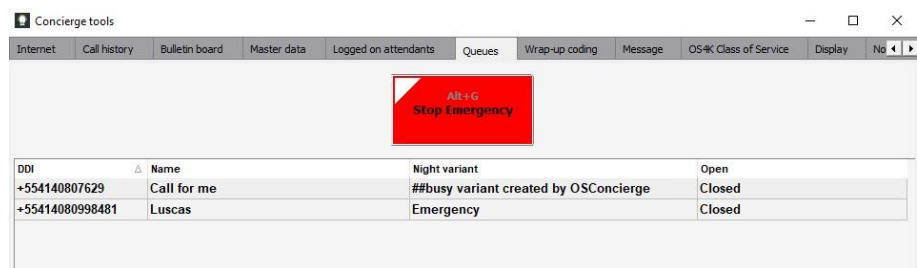 Concierge tools
Internet Call history Bulletin board Master data Logged on attendants Queues Wrap-up coding Message OS4K Class of Service Display No
Alt+G
Stop Emergency
DDI Name Night variant Open
+554140807629 Call for me ##busy variant created by OSConcierge Closed
+55414080998481 Luscas Emergency Closed